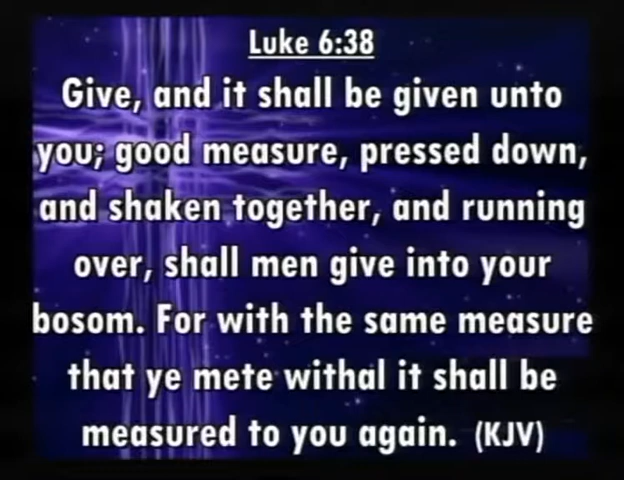 Luke 6:38
Give, and it shall be given unto
you; good measure, pressed down,
and shaken together, and running
over, shall men give into your
bosom. For with the same measure
that ye mete withal it shall be
measured to you again. (KJV)